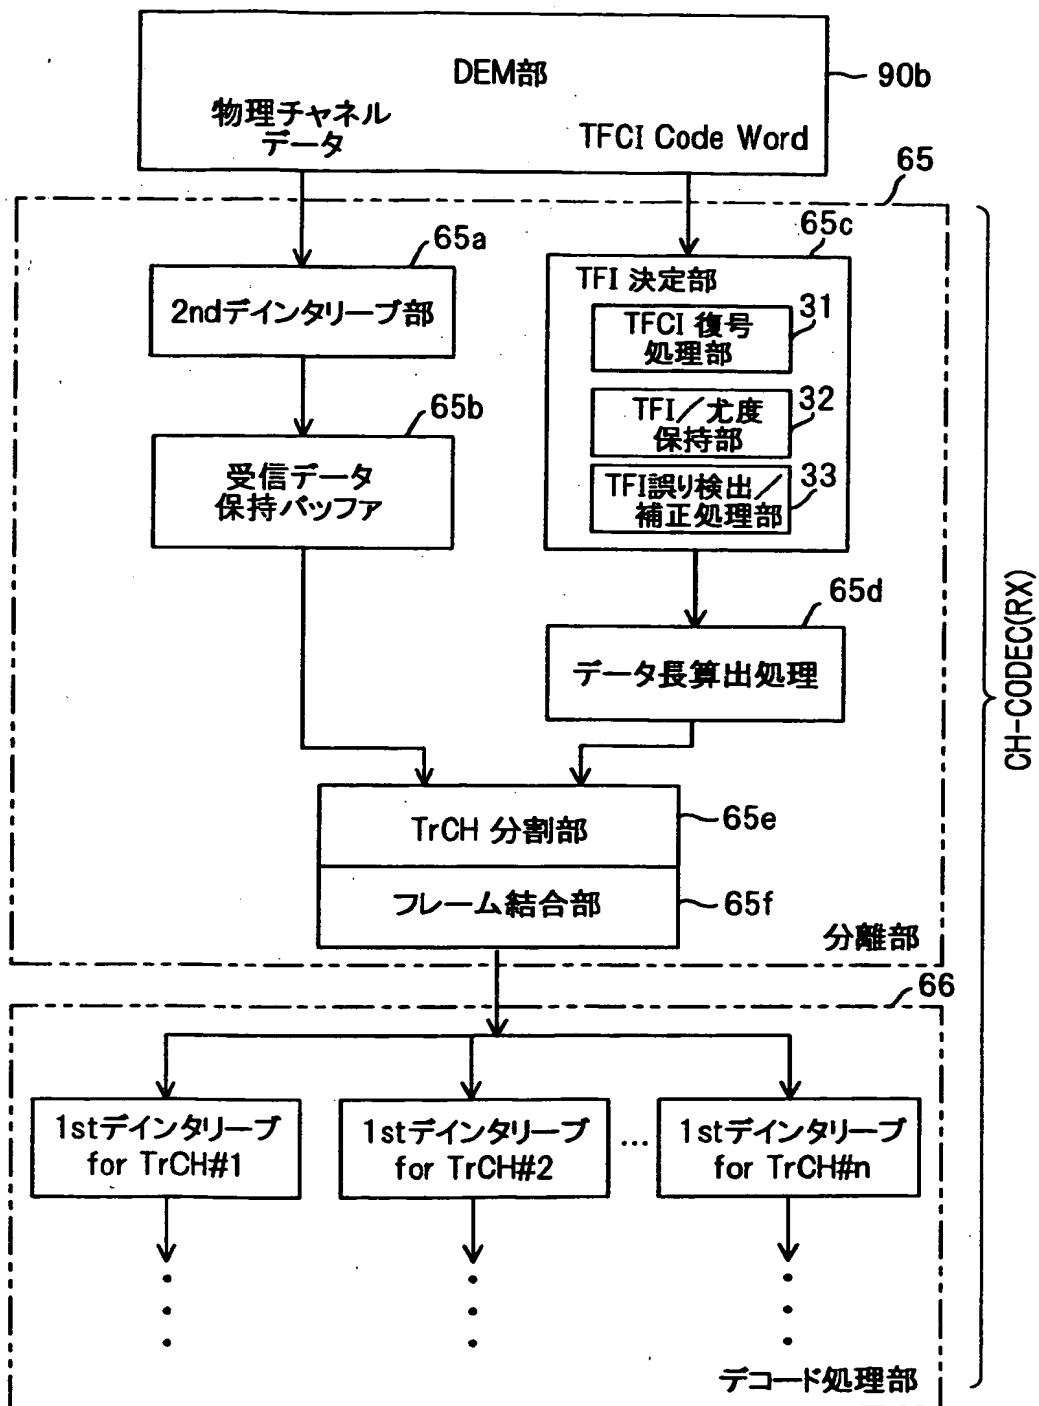 DEM部
90b
物理チャネル
データ
TFCI Code Word
65
65a
65c
2ndデインタリーブ部
TFI 決定部
31
TFCI 復号
処理部
65b
32
TFI/尤度
保持部
受信データ
保持バッファ
33
TFI誤り検出/
補正処理部
65d
データ長算出処理
CH-CODEC(RX)
TrCH 分割部
65e
フレーム結合部
65f
分離部
66
1stデインタリーブ
for TrCH#1
1stデインタリーブ
for TrCH#2
...
1stデインタリーブ
for TrCH#n
デコード処理部